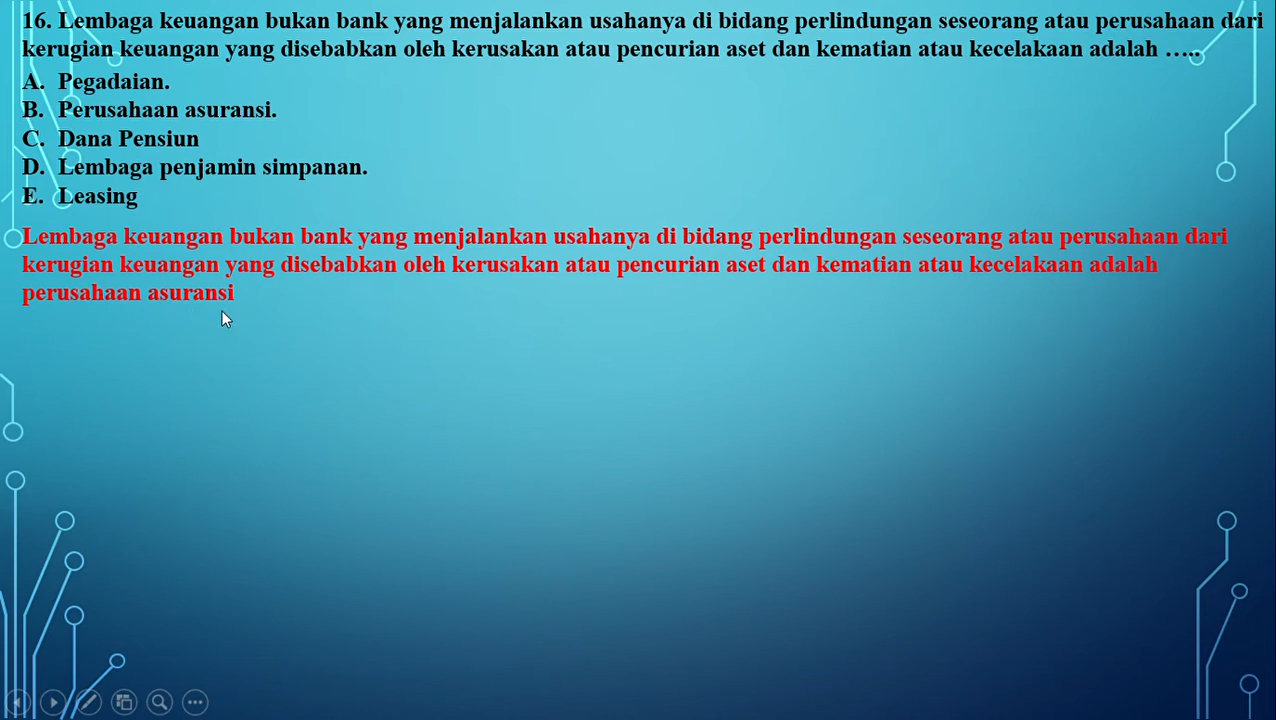 16. Lembaga keuangan bukan bank yang menjalankan usahanya di bidang perlindungan seseorang atau perusahaan dari
kerugian keuangan yang disebabkan oleh kerusakan atau pencurian aset dan kematian atau kecelakaan adalah …..
A. Pegadaian.
B. Perusahaan asuransi.
C. Dana Pensiun
D. Lembaga penjamin simpanan.
E. Leasing
Lembaga keuangan bukan bank yang menjalankan usahanya di bidang perlindungan seseorang atau perusahaan dari
kerugian keuangan yang disebabkan oleh kerusakan atau pencurian aset dan kematian atau kecelakaan adalah
perusahaan asuransi